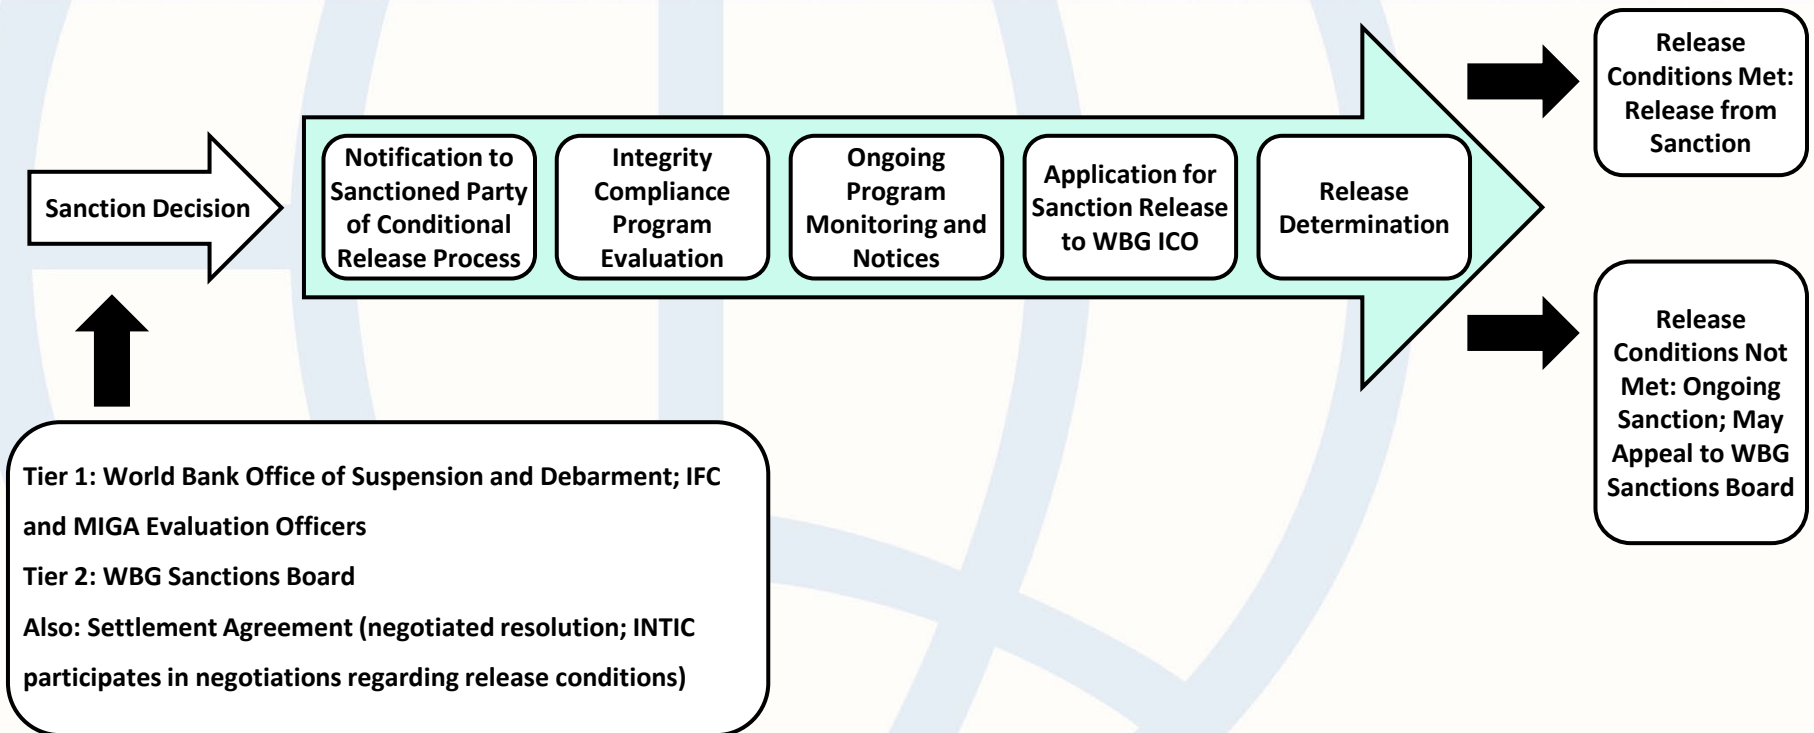 Sanction Decision
Notification to
Sanctioned Party
of Conditional
Release Process
Integrity
Compliance
Program
Evaluation
Ongoing
Program
Monitoring and
Notices
Application for
Sanction Release
to WBG ICO
Release
Determination
Release
Conditions Met:
Release from
Sanction
Release
Conditions Not
Met: Ongoing
Sanction; May
Appeal to WBG
Sanctions Board
Tier 1: World Bank Office of Suspension and Debarment; IFC
and MIGA Evaluation Officers
Tier 2: WBG Sanctions Board
Also: Settlement Agreement (negotiated resolution; INTIC
participates in negotiations regarding release conditions)